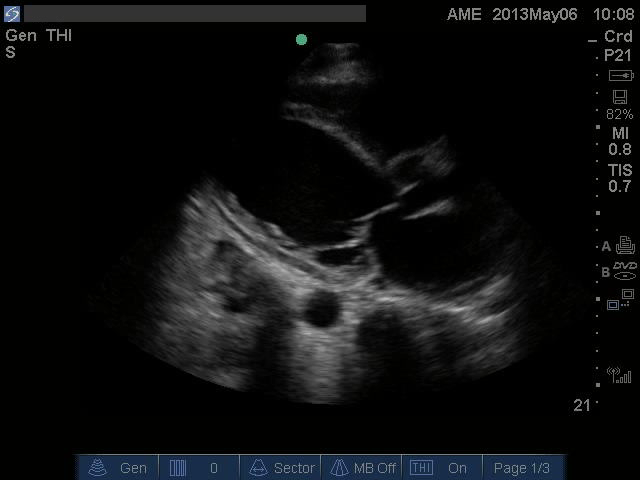 AME 2013May06 10:08
Gen THI
S
Crd
P21
82%
MI
0.8
TIS
0.7
A
B DVD
21
Gen 0 Sector MB Off THI On Page 1/3